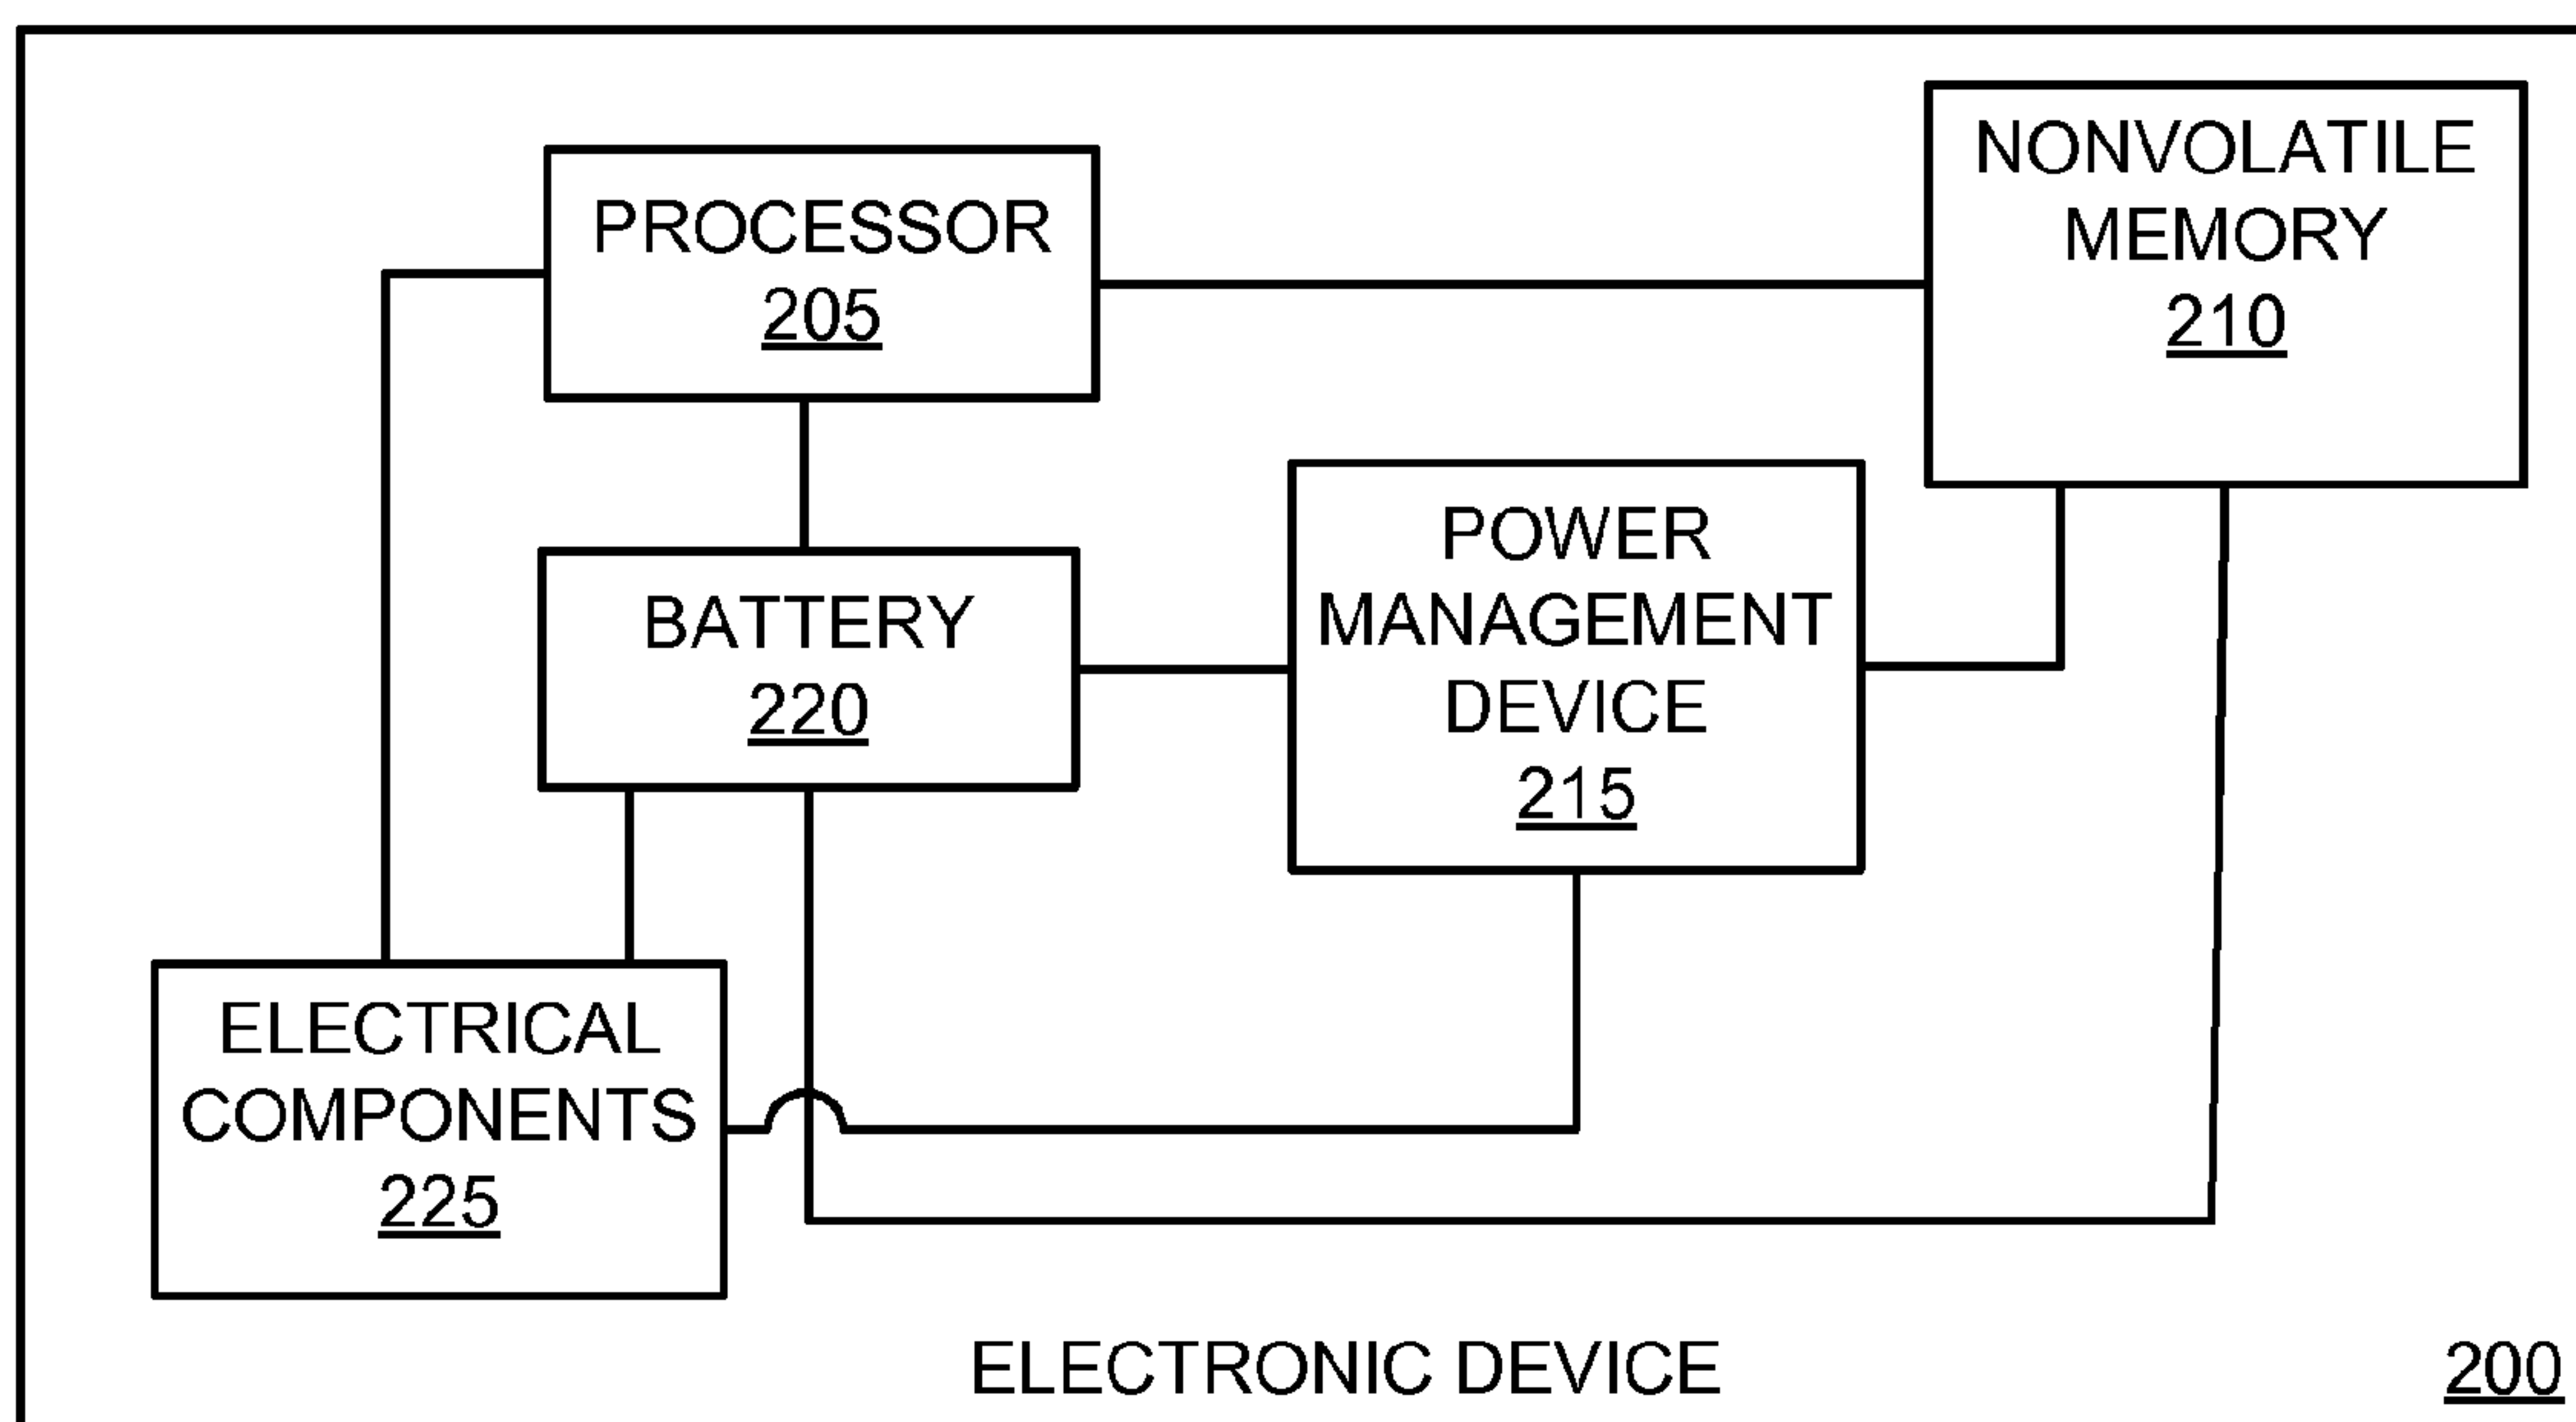 NONVOLATILE
MEMORY
210
PROCESSOR
205
POWER
MANAGEMENT
DEVICE
215
BATTERY
220
ELECTRICAL
COMPONENTS
225
ELECTRONIC DEVICE
200